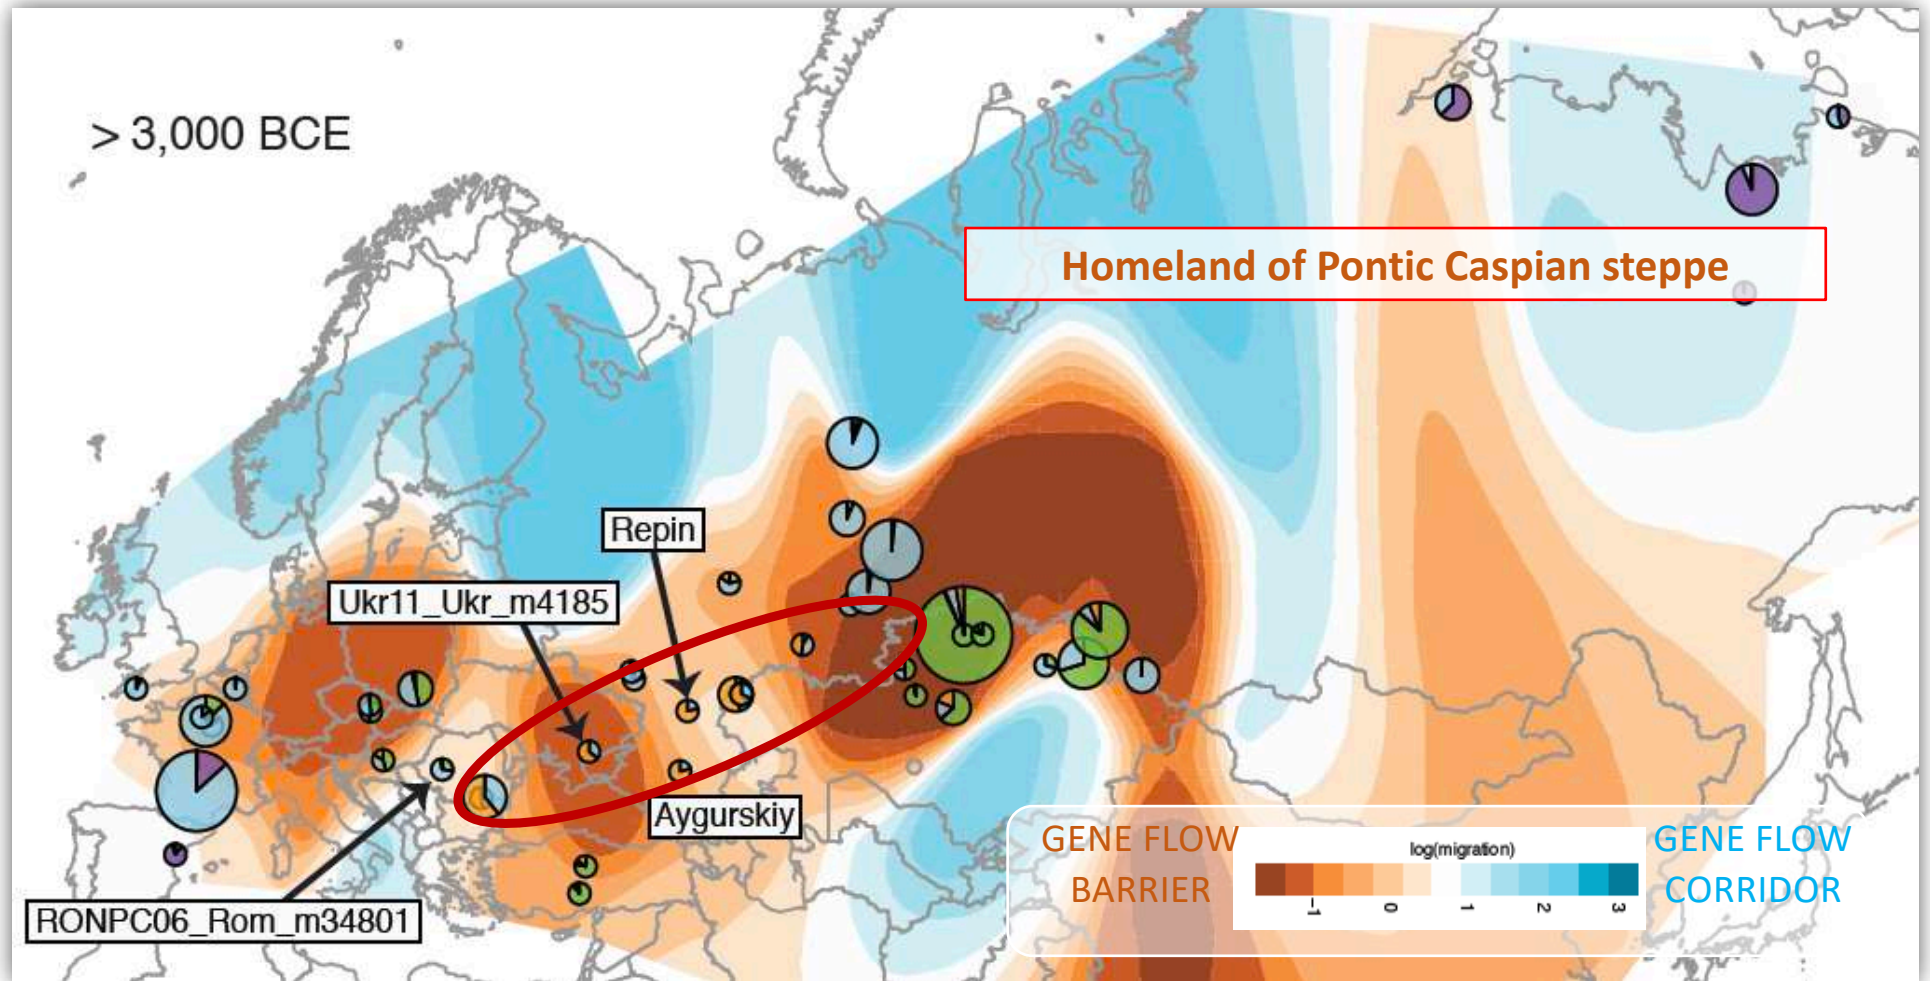 > 3,000 BCE
Homeland of Pontic Caspian steppe
Repin
Ukr11_Ukr_m4185
Aygurskiy
RONPC06_Rom_m34801
GENE FLOW
BARRIER
log(migration)
−1
0
1
2
3
GENE FLOW
CORRIDOR